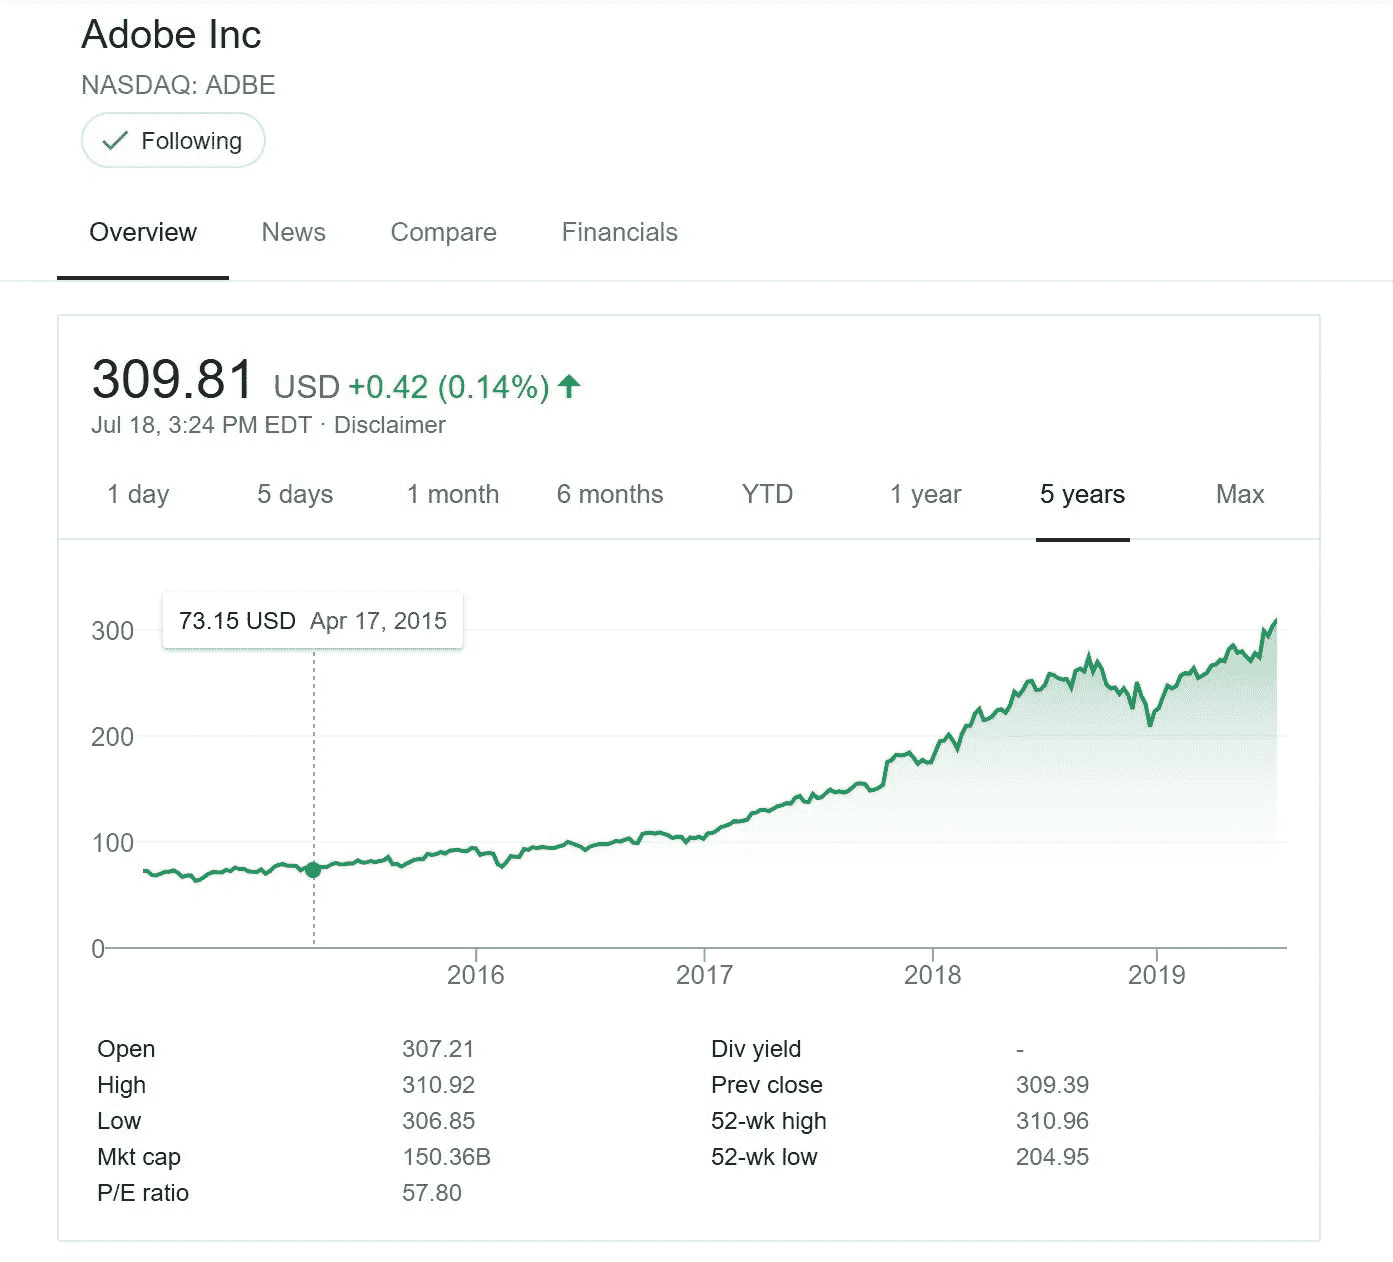 Adobe Inc
NASDAQ: ADBE
Following
Overview News Compare Financials
309.81 USD +0.42 (0.14%)
Jul 18, 3:24 PM EDT · Disclaimer
1 day 5 days 1 month 6 months YTD 1 year 5 years Max
73.15 USD Apr 17, 2015
300
200
100
0
2016 2017 2018 2019
Open 307.21 Div yield -
High 310.92 Prev close 309.39
Low 306.85 52-wk high 310.96
Mkt cap 150.36B 52-wk low 204.95
P/E ratio 57.80